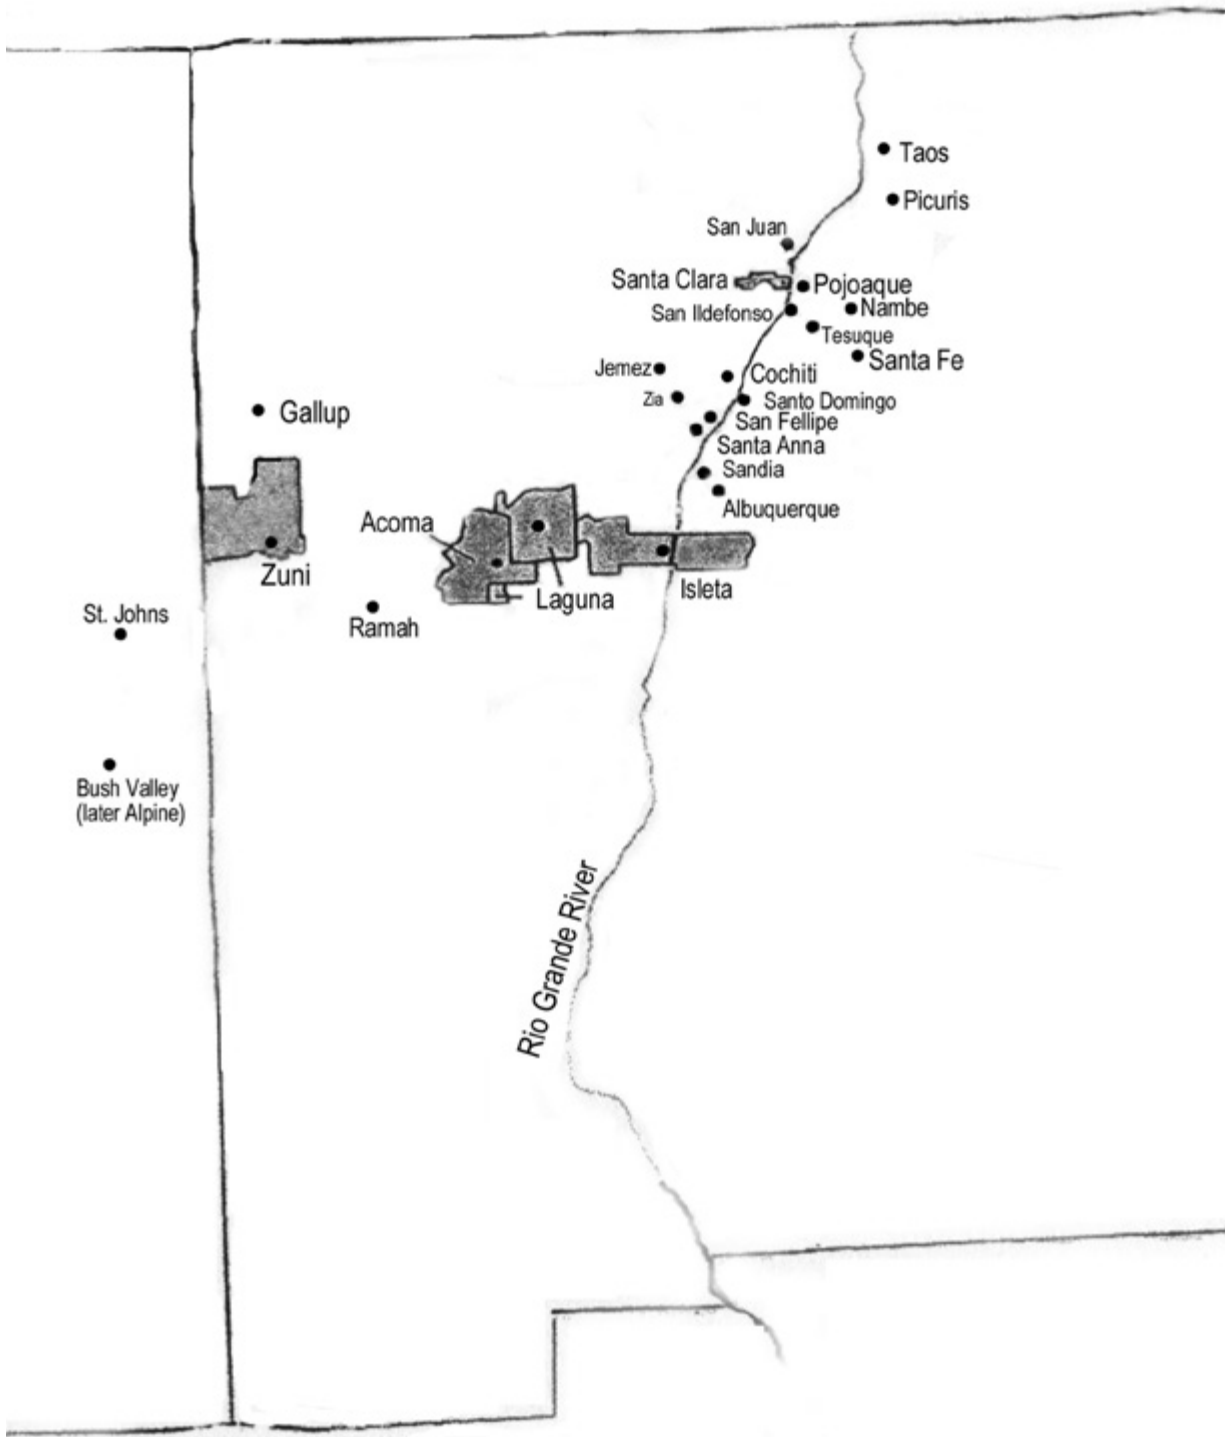 Taos
Picuris
San Juan
Santa Clara
Pojoaque
San Ildefonso
Nambe
Tesuque
Santa Fe
Jemez
Cochiti
Zia
Santo Domingo
Gallup
San Fellipe
Santa Anna
Sandia
Albuquerque
Acoma
Zuni
Isleta
Laguna
St. Johns
Ramah
Bush Valley
(later Alpine)
Rio Grande River